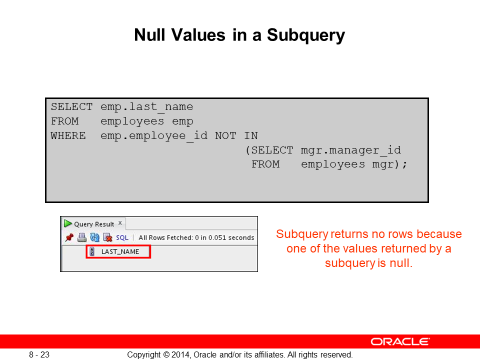 Null Values in a Subquery
SELECT emp.last_name
FROM employees emp
WHERE emp.employee_id NOT IN
(SELECT mgr.manager_id
FROM employees mgr);
Query Result x
SQL | All Rows Fetched: 0 in 0.051 seconds
LAST_NAME
Subquery returns no rows because
one of the values returned by a
subquery is null.
ORACLE
8 - 23 Copyright © 2014, Oracle and/or its affiliates. All rights reserved.